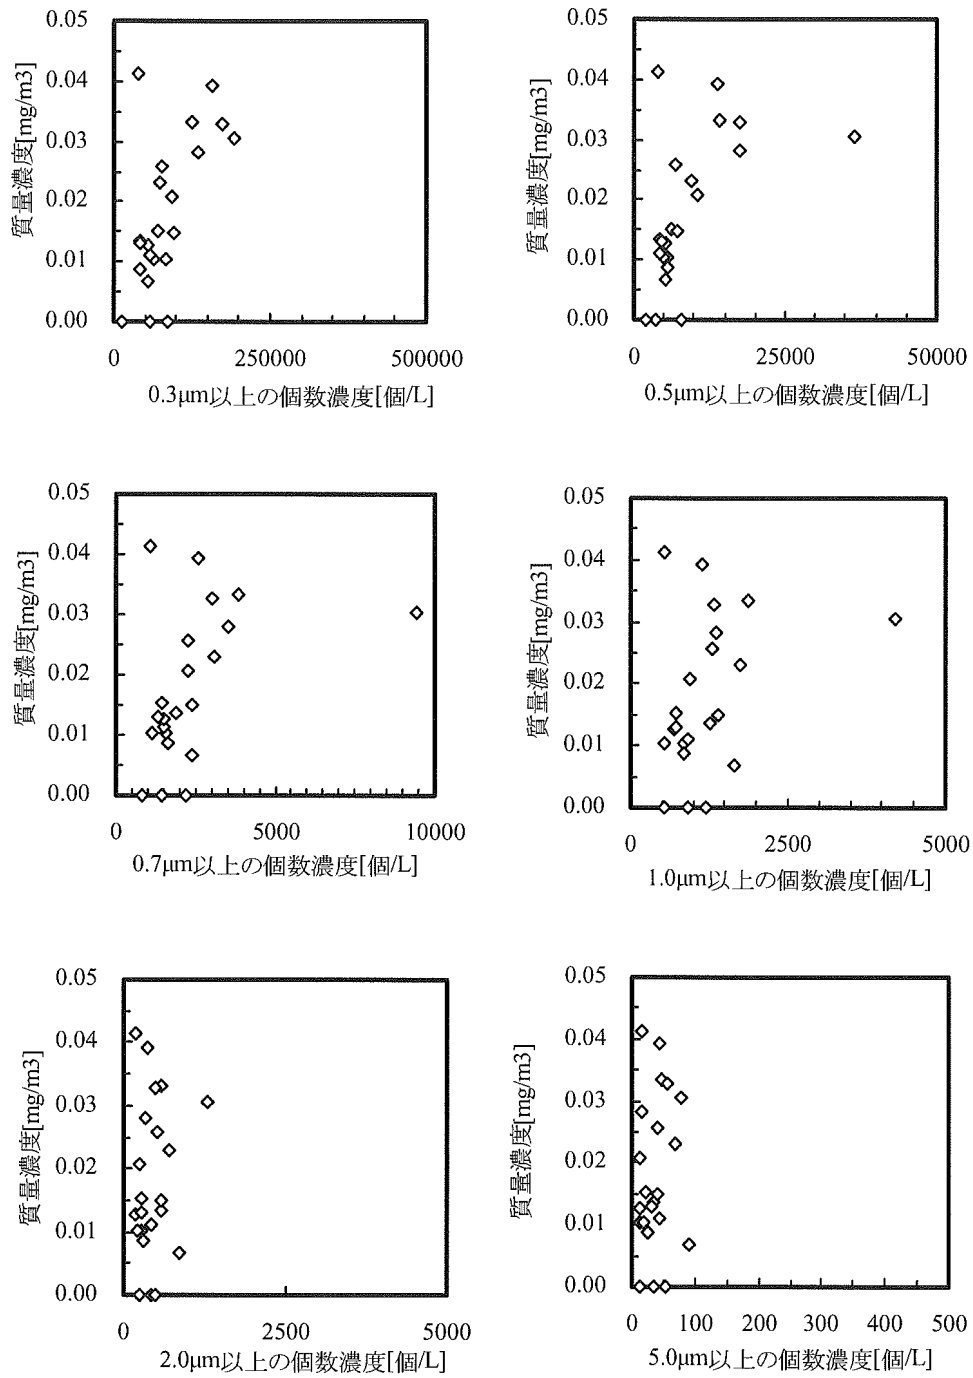 0.05
0.04
0.03
0.02
0.01
0.00
質量濃度[mg/m3]
0 250000 500000
0.3μm以上の個数濃度[個/L]
0.05
0.04
0.03
0.02
0.01
0.00
質量濃度[mg/m3]
0 25000 50000
0.5μm以上の個数濃度[個/L]
0.05
0.04
0.03
0.02
0.01
0.00
質量濃度[mg/m3]
0 5000 10000
0.7μm以上の個数濃度[個/L]
0.05
0.04
0.03
0.02
0.01
0.00
質量濃度[mg/m3]
0 2500 5000
1.0μm以上の個数濃度[個/L]
0.05
0.04
0.03
0.02
0.01
0.00
質量濃度[mg/m3]
0 2500 5000
2.0μm以上の個数濃度[個/L]
0.05
0.04
0.03
0.02
0.01
0.00
質量濃度[mg/m3]
0 100 200 300 400 500
5.0μm以上の個数濃度[個/L]